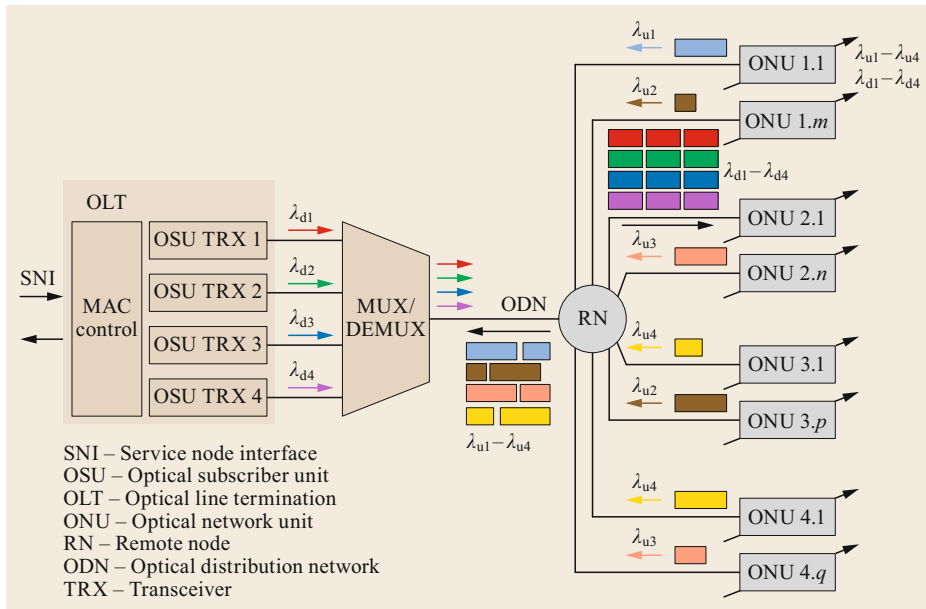 λu1
ONU 1.1
λu1–λu4
λd1–λd4
λu2
ONU 1.m
λd1–λd4
OLT
OSU TRX 1
λd1
ONU 2.1
λu3
SNI
MAC
control
OSU TRX 2
λd2
MUX/
DEMUX
ODN
RN
ONU 2.n
OSU TRX 3
λd3
λu4
ONU 3.1
OSU TRX 4
λd4
λu2
ONU 3.p
λu1–λu4
SNI – Service node interface
OSU – Optical subscriber unit
OLT – Optical line termination
ONU – Optical network unit
RN – Remote node
ODN – Optical distribution network
TRX – Transceiver
λu4
ONU 4.1
λu3
ONU 4.q